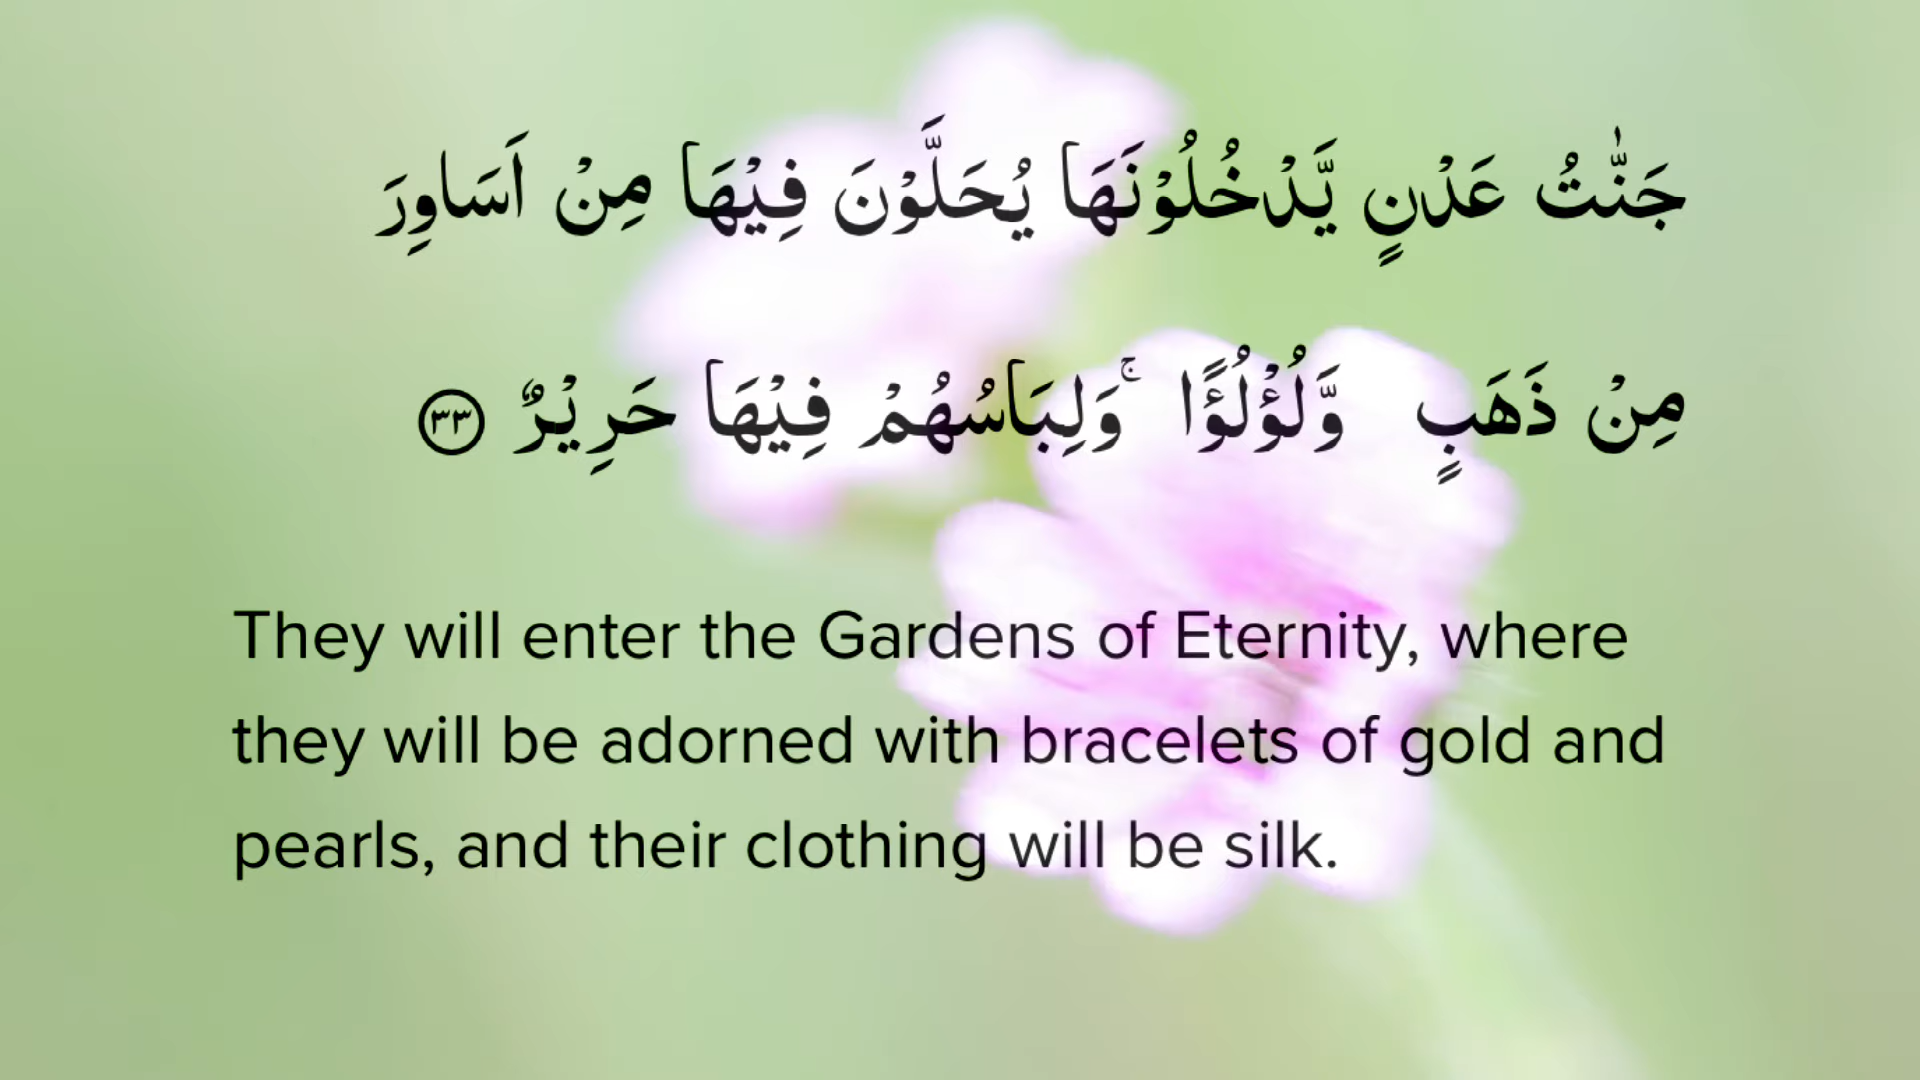 جَنّٰتُ عَدْنٍ يَّدْخُلُوْنَهَا يُحَلَّوْنَ فِيْهَا مِنْ اَسَاوِرَ
مِنْ ذَهَبٍ وَّلُؤْلُؤًا ۚ وَلِبَاسُهُمْ فِيْهَا حَرِيْرٌ ٣٣
They will enter the Gardens of Eternity, where
they will be adorned with bracelets of gold and
pearls, and their clothing will be silk.